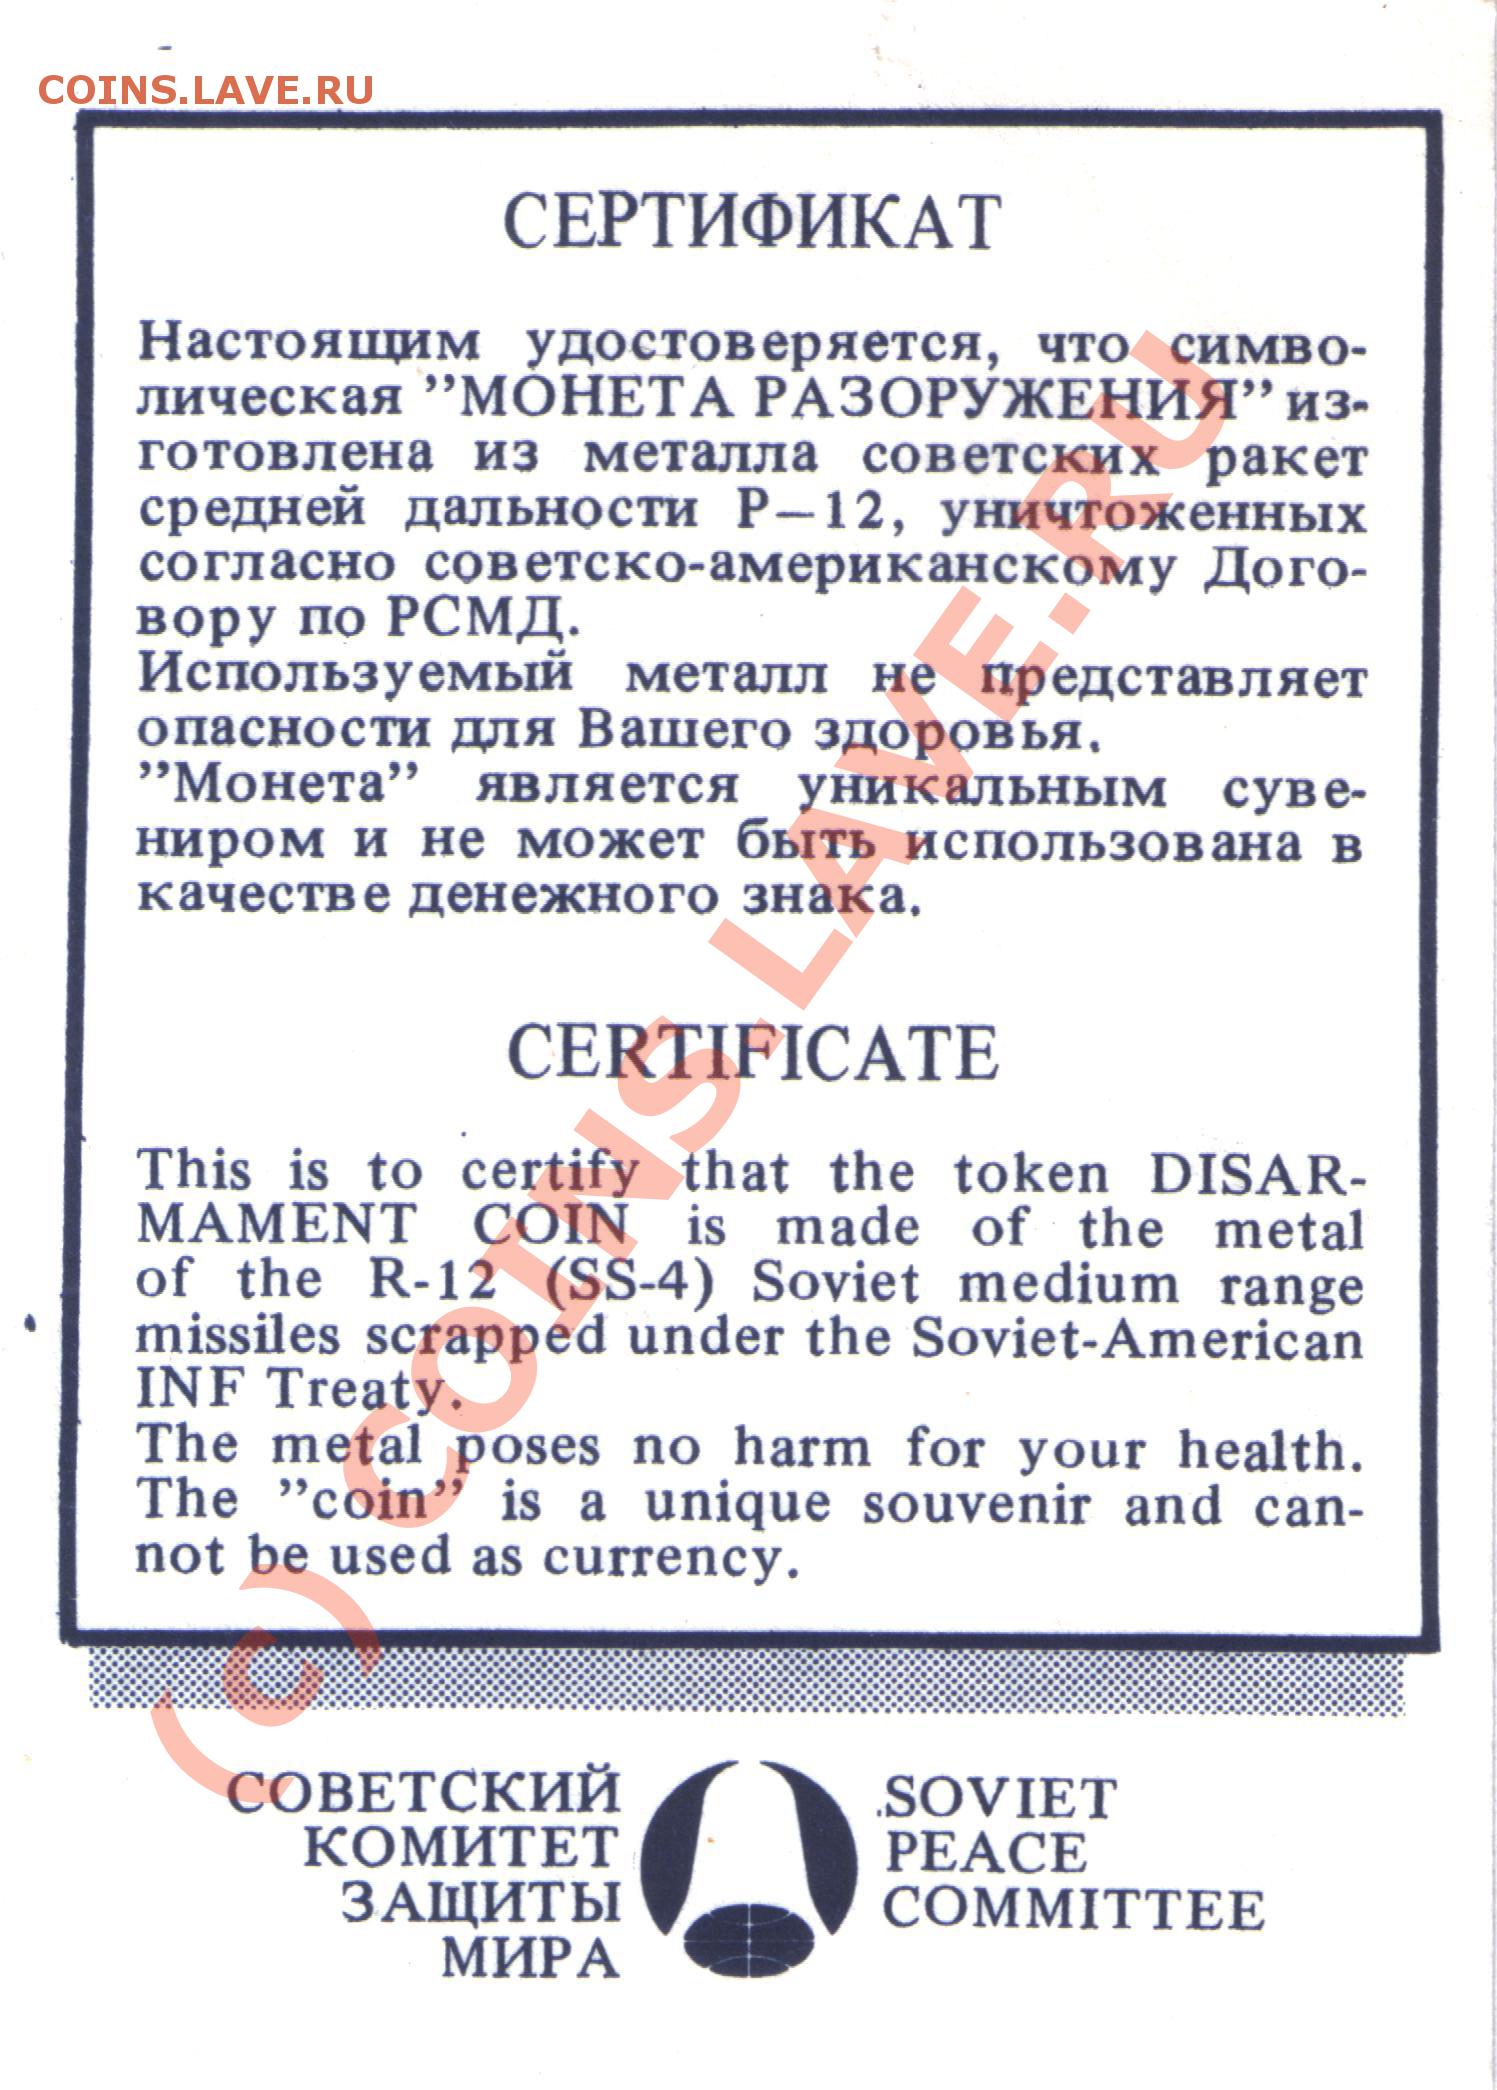 COINS.LAVE.RU
СЕРТИФИКАТ
Настоящим удостоверяется, что симво-
лическая ”МОНЕТА РАЗОРУЖЕНИЯ” из-
готовлена из металла советских ракет
средней дальности Р—12, уничтоженных
согласно советско-американскому Дого-
вору по РСМД.
Используемый металл не представляет
опасности для Вашего здоровья.
”Монета” является уникальным суве-
ниром и не может быть использована в
качестве денежного знака.
CERTIFICATE
This is to certify that the token DISAR-
MAMENT COIN is made of the metal
of the R-12 (SS-4) Soviet medium range
missiles scrapped under the Soviet-American
INF Treaty.
The metal poses no harm for your health.
The ”coin” is a unique souvenir and can-
not be used as currency.
(c) COINS.LAVE.RU
СОВЕТСКИЙ
КОМИТЕТ
ЗАЩИТЫ
МИРА
SOVIET
PEACE
COMMITTEE